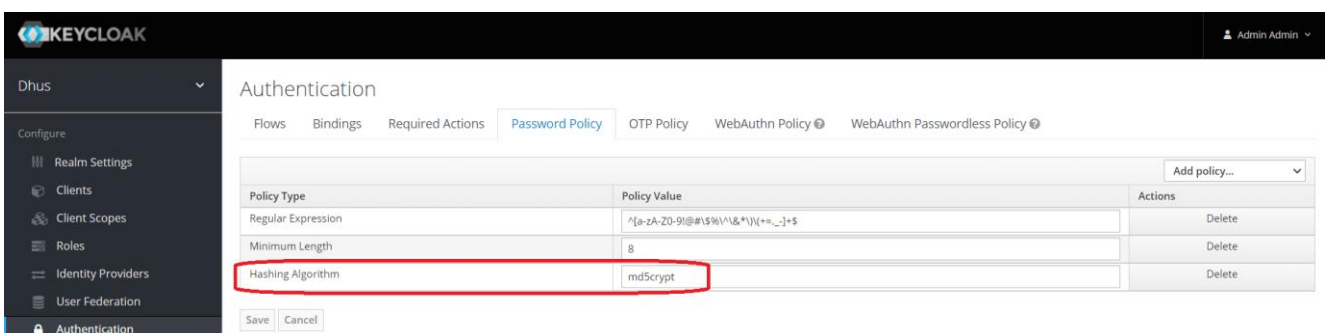 KEYCLOAK
Admin Admin
Dhus
Authentication
Flows Bindings Required Actions Password Policy OTP Policy WebAuthn Policy WebAuthn Passwordless Policy
Configure
Realm Settings
Add policy...
Clients
Policy Type Policy Value Actions
Client Scopes
Regular Expression ^[a-zA-Z0-9!@#\$%\^\&*\)\(+=._-]+$ Delete
Roles
Minimum Length 8 Delete
Identity Providers
Hashing Algorithm md5crypt Delete
User Federation
Save Cancel
Authentication